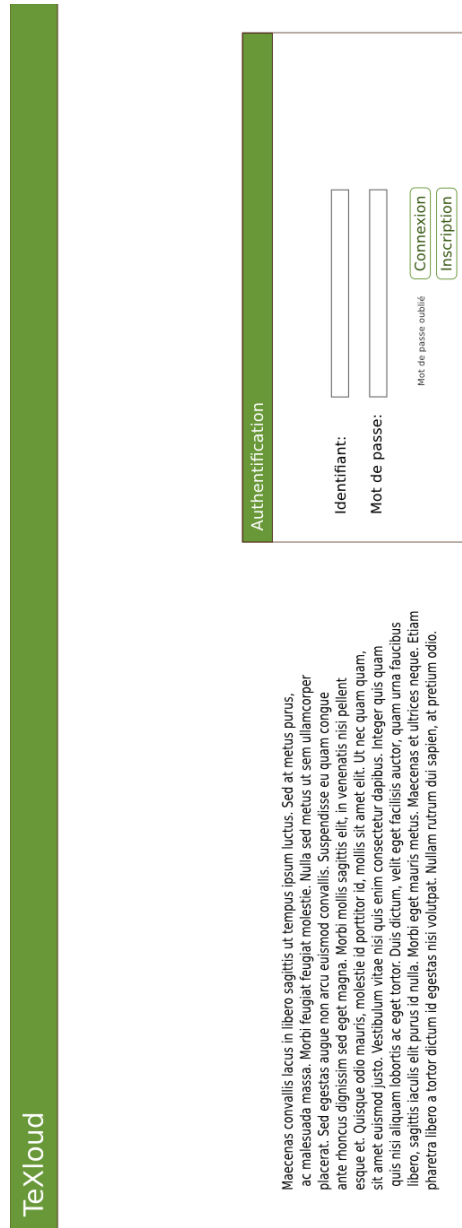 TeXloud
Maecenas convallis lacus in libero sagittis ut tempus ipsum luctus. Sed at metus purus,
ac malesuada massa. Morbi feugiat feugiat molestie. Nulla sed metus ut sem ullamcorper
placerat. Sed egestas augue non arcu euismod convallis. Suspendisse eu quam congue
ante rhoncus dignissim sed eget magna. Morbi mollis sagittis elit, in venenatis nisi pellent
esque et. Quisque odio mauris, molestie id porttitor id, mollis sit amet elit. Ut nec quam quam,
sit amet euismod justo. Vestibulum vitae nisi quis enim consectetur dapibus. Integer quis quam
quis nisi aliquam lobortis ac eget tortor. Duis dictum, velit eget facilisis auctor, quam urna faucibus
libero, sagittis iaculis elit purus id nulla. Morbi eget mauris metus. Maecenas et ultrices neque. Etiam
pharetra libero a tortor dictum id egestas nisi volutpat. Nullam rutrum dui sapien, at pretium odio.
Authentification
Identifiant:
Mot de passe:
Mot de passe oublié
Connexion
Inscription